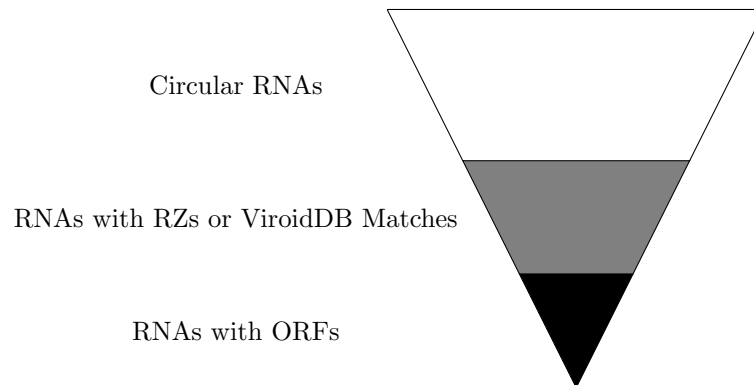 Circular RNAs
RNAs with RZs or ViroidDB Matches
RNAs with ORFs